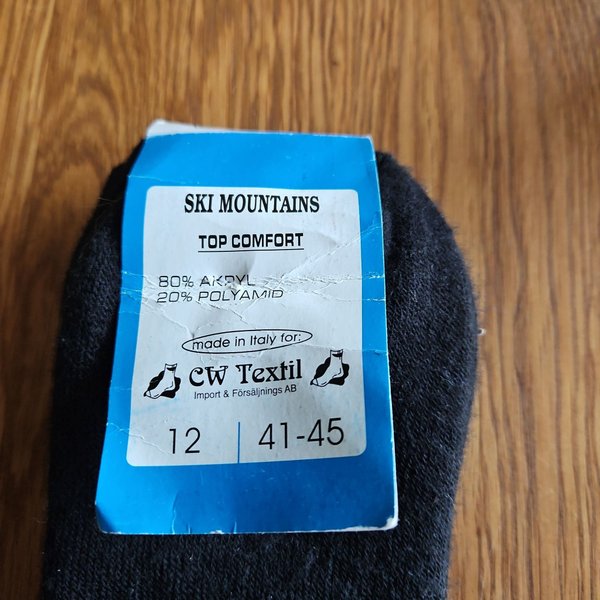 SKI MOUNTAINS
TOP COMFORT
80% AKRYL
20% POLYAMID
made in Italy for:
CW Textil
Import & Försäljnings AB
12 | 41-45